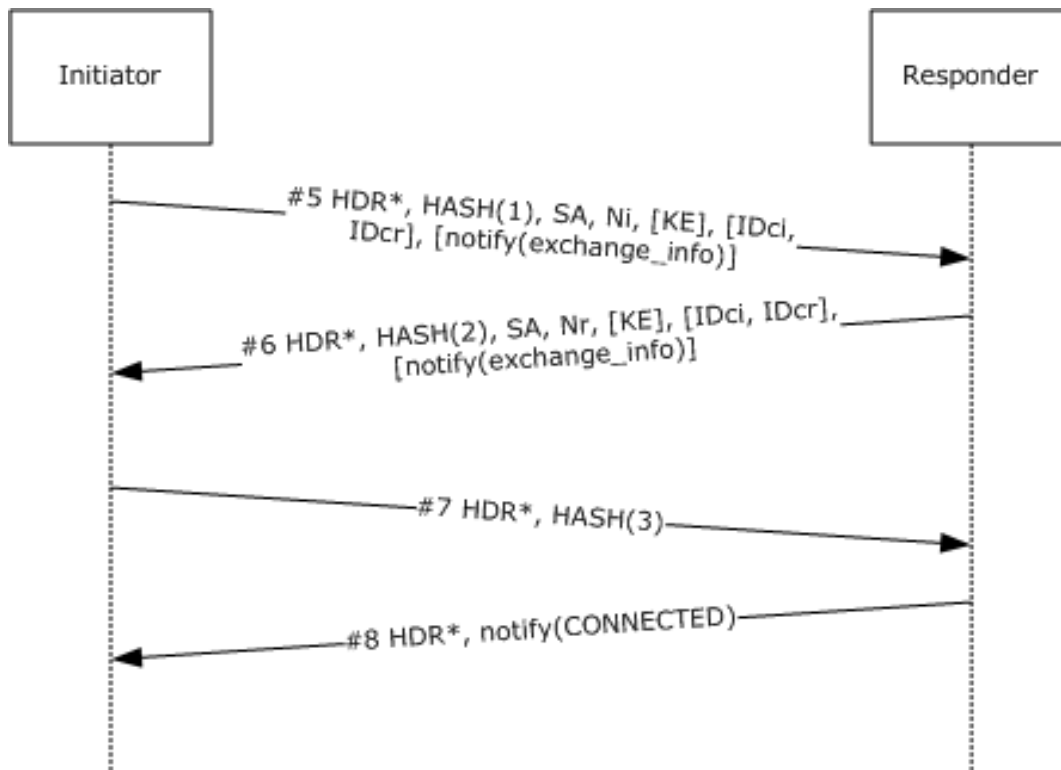 Initiator
Responder
#5 HDR*, HASH(1), SA, Ni, [KE], [IDci,
IDcr], [notify(exchange_info)]
#6 HDR*, HASH(2), SA, Nr, [KE], [IDci, IDcr],
[notify(exchange_info)]
#7 HDR*, HASH(3)
#8 HDR*, notify(CONNECTED)